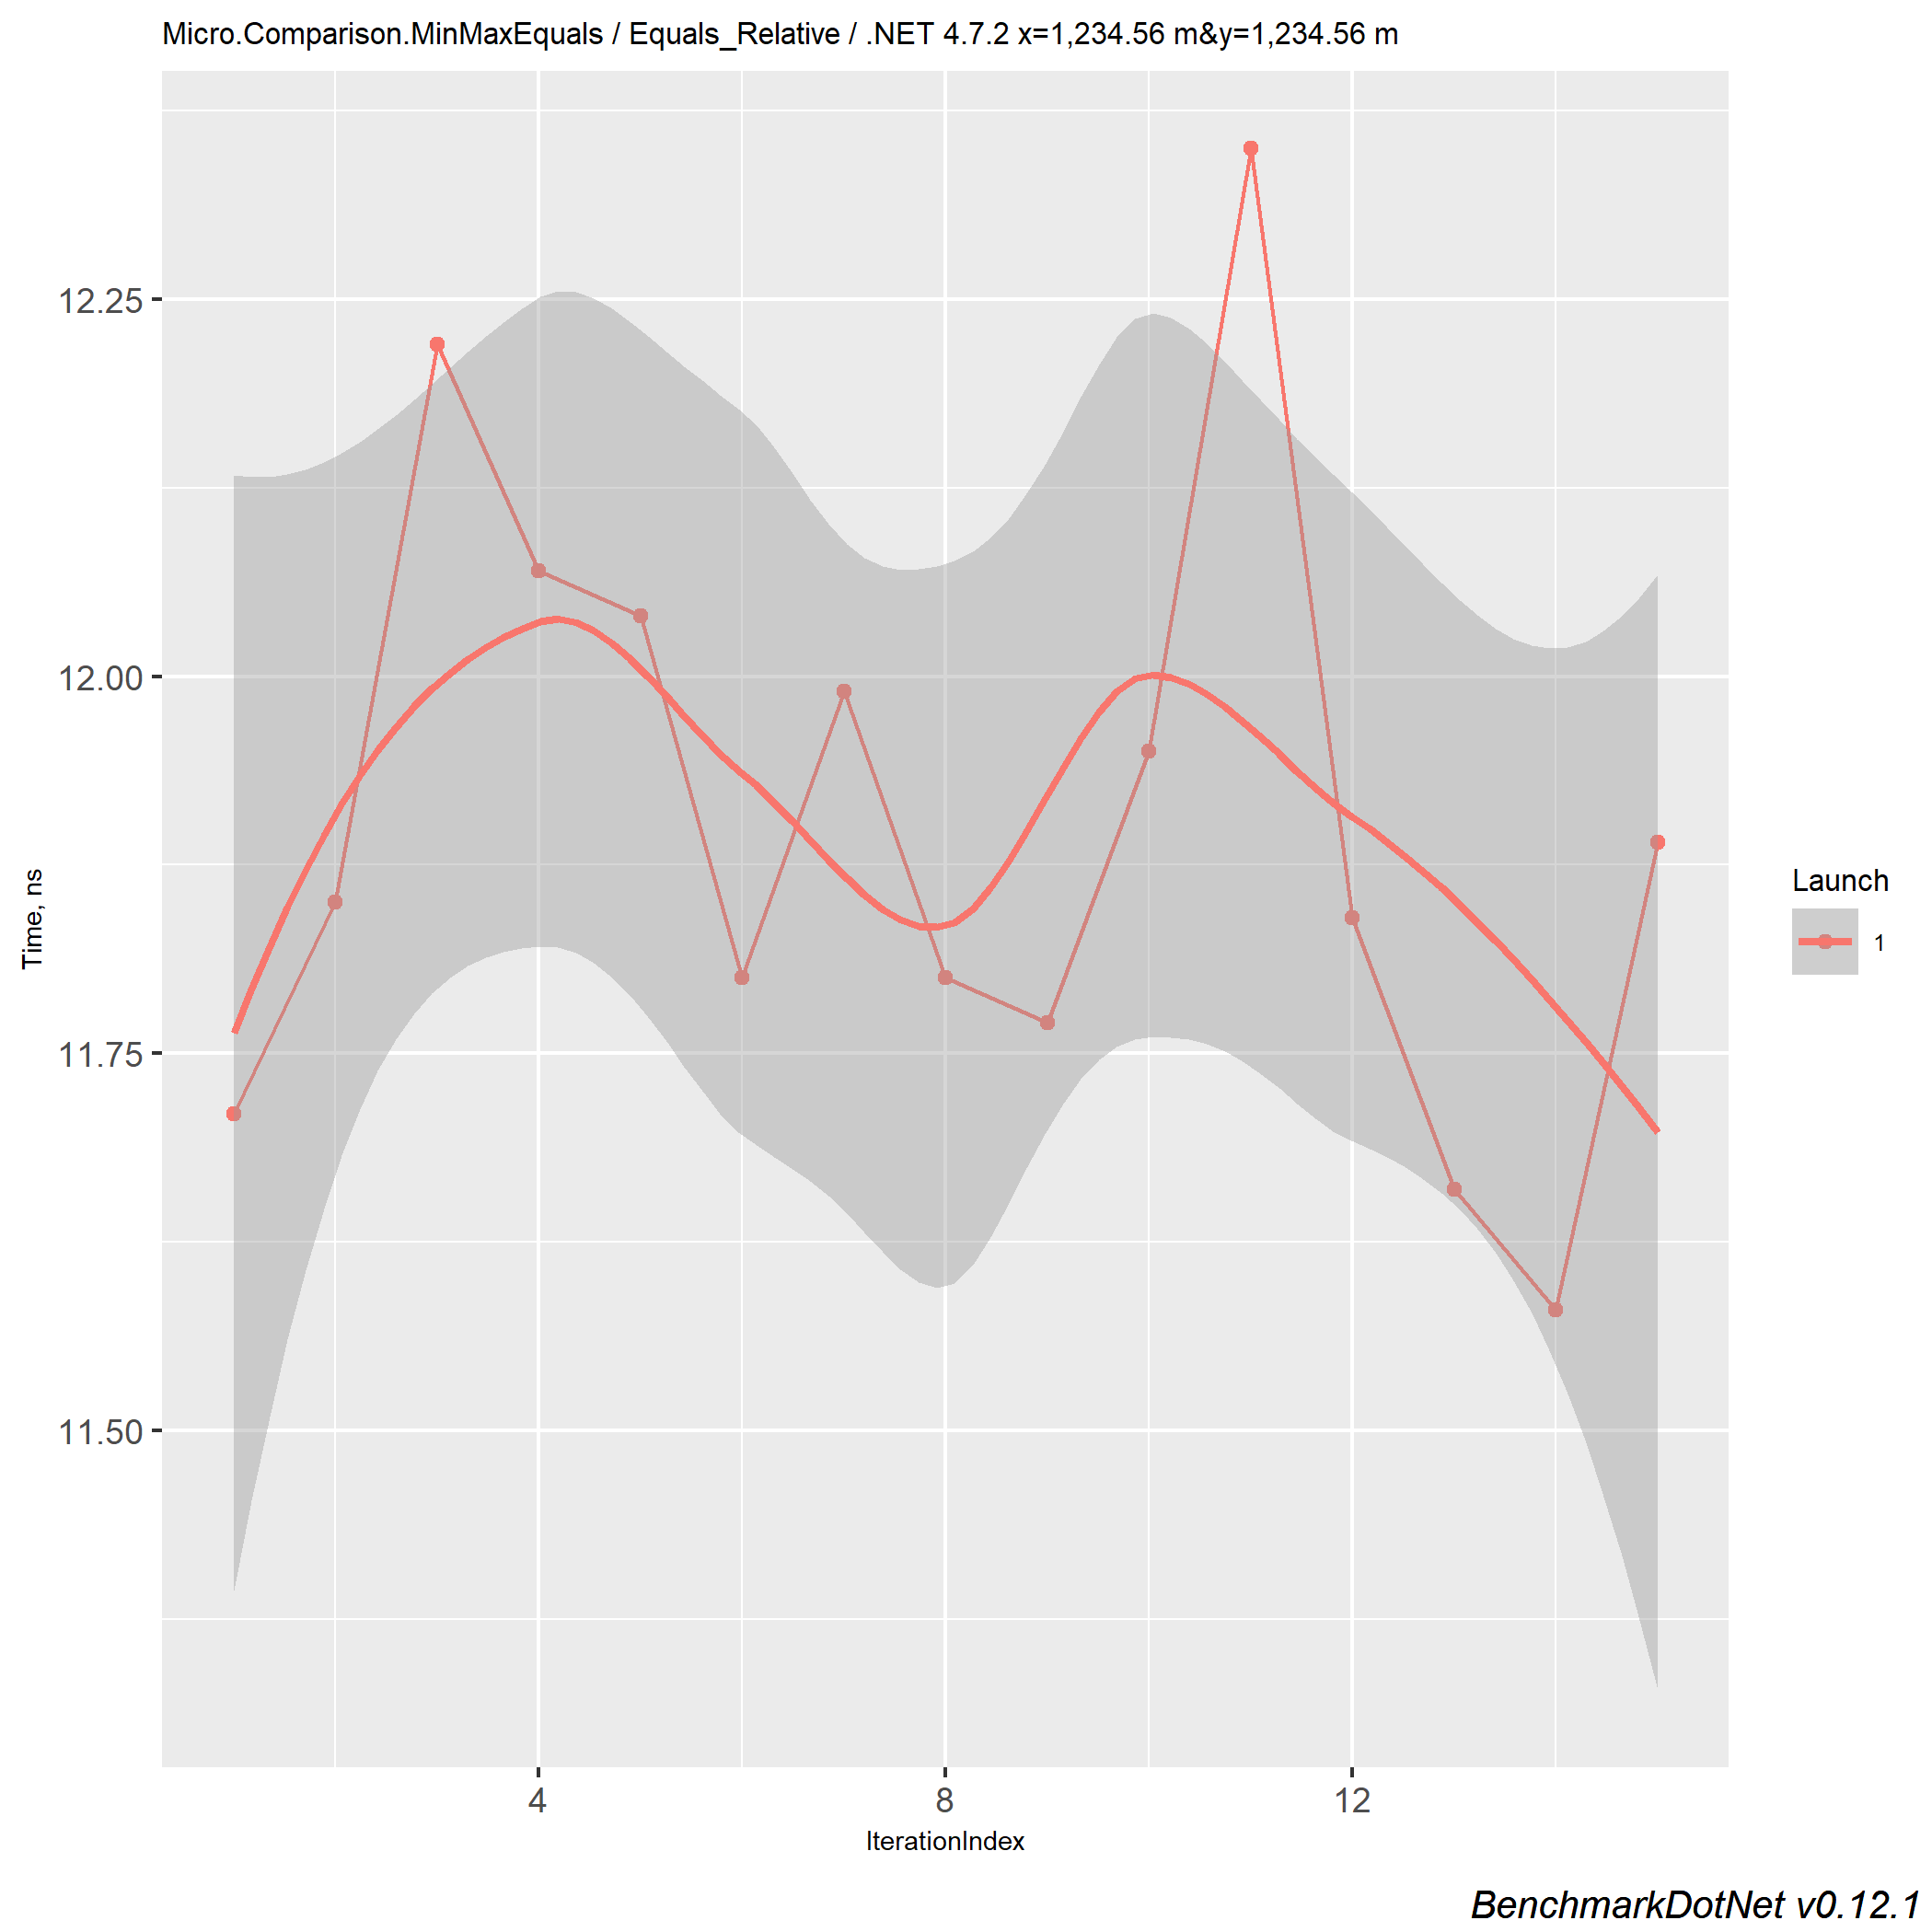 Micro.Comparison.MinMaxEquals / Equals_Relative / .NET 4.7.2 x=1,234.56 m&y=1,234.56 m
12.25
12.00
11.75
11.50
Time, ns
4
8
12
IterationIndex
Launch
1
BenchmarkDotNet v0.12.1